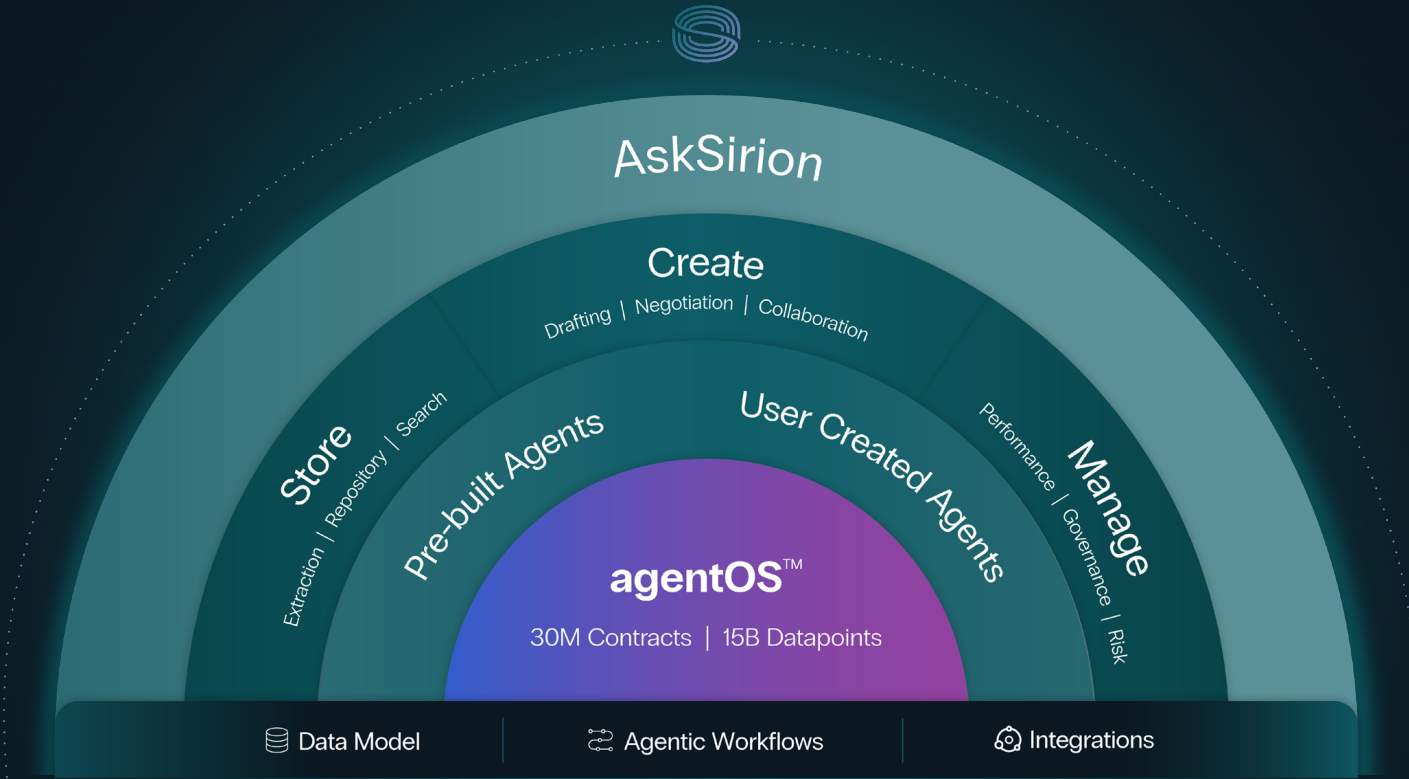 AskSirion
Create
Drafting | Negotiation | Collaboration
Store
Extraction | Repository | Search
Manage
Performance | Governance | Risk
Pre-built Agents
User Created Agents
agentOS™
30M Contracts | 15B Datapoints
Data Model
Agentic Workflows
Integrations